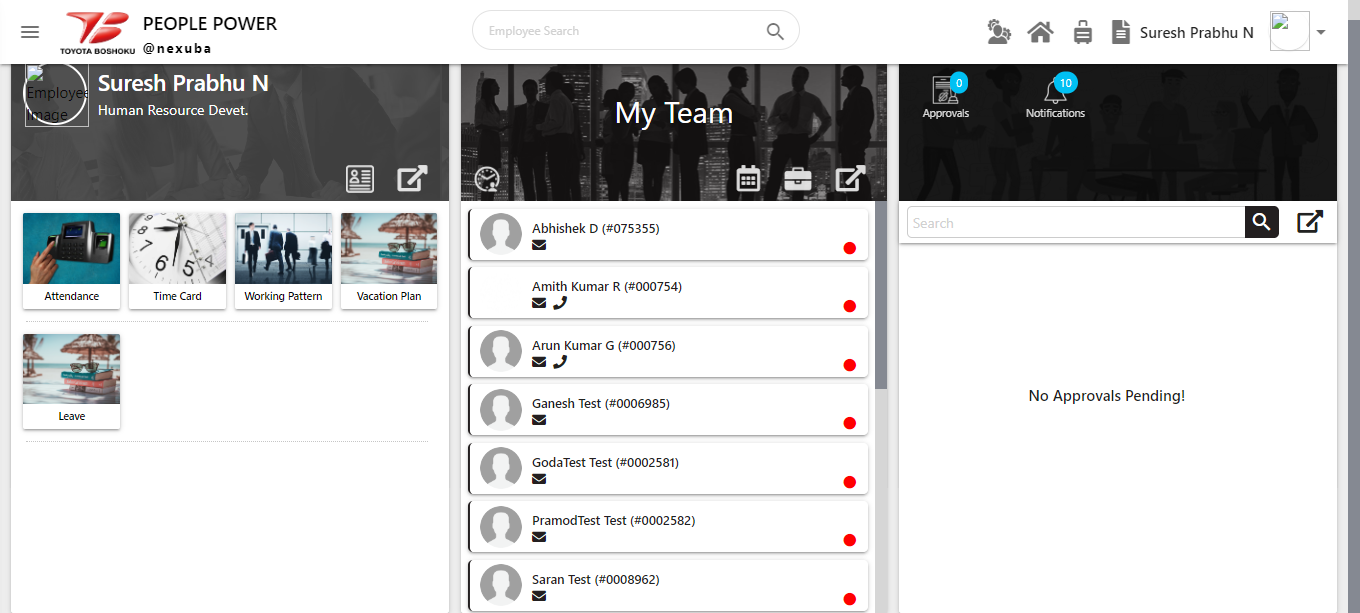 PEOPLE POWER
TOYOTA BOSHOKU
@nexuba
Employee Search
Suresh Prabhu N
Employee
Image
Suresh Prabhu N
Human Resource Devet.
Attendance
Time Card
Working Pattern
Vacation Plan
Leave
My Team
Abhishek D (#075355)
Amith Kumar R (#000754)
Arun Kumar G (#000756)
Ganesh Test (#0006985)
GodaTest Test (#0002581)
PramodTest Test (#0002582)
Saran Test (#0008962)
0
Approvals
10
Notifications
Search
No Approvals Pending!